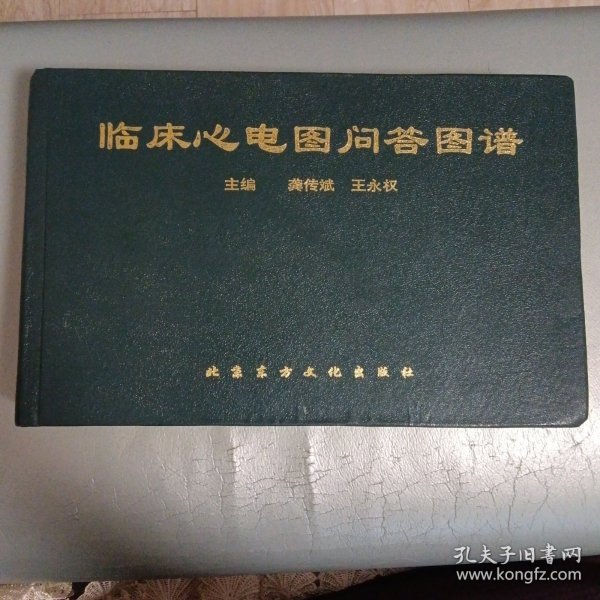 临床心电图问答图谱
主编 龚传斌 王永权
北京东方文化出版社
孔夫子旧书网
www.kongfz.com